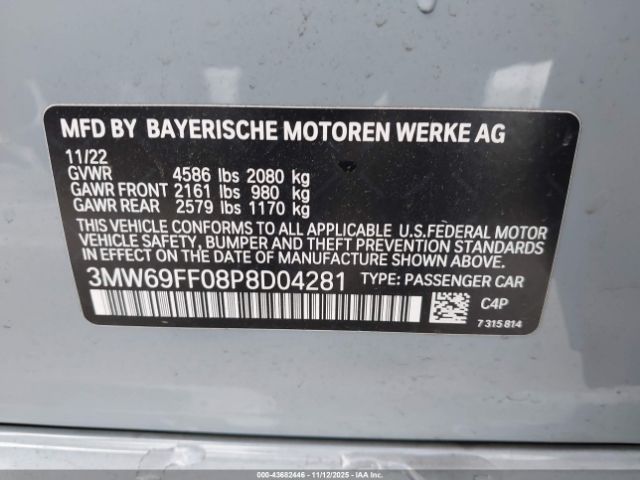 MFD BY BAYERISCHE MOTOREN WERKE AG
11/22
GVWR 4586 lbs 2080 kg
GAWR FRONT 2161 lbs 980 kg
GAWR REAR 2579 lbs 1170 kg
THIS VEHICLE CONFORMS TO ALL APPLICABLE U.S.FEDERAL MOTOR
VEHICLE SAFETY, BUMPER AND THEFT PREVENTION STANDARDS
IN EFFECT ON THE DATE OF MANUFACTURE SHOWN ABOVE.
3MW69FF08P8D04281 TYPE: PASSENGER CAR
C4P
7 315 814
000-43682446 - 11/12/2025 - IAAI.COM